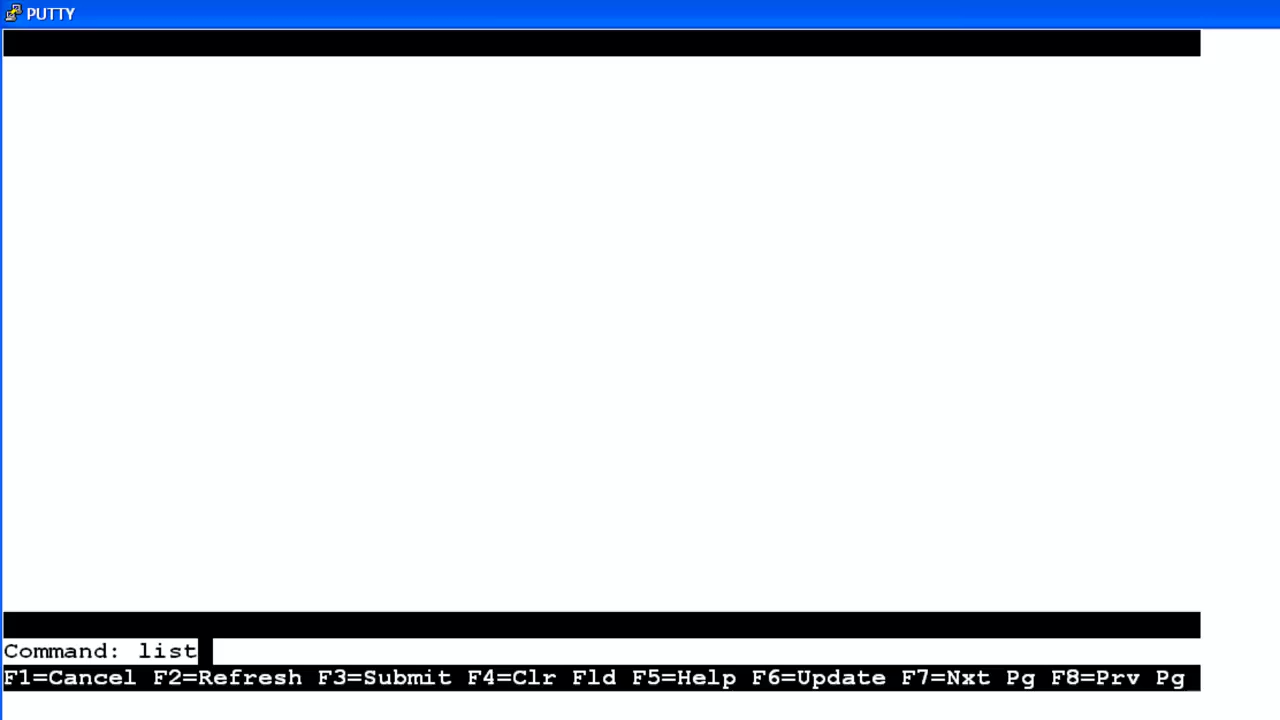 PUTTY
Command: list
F1=Cancel F2=Refresh F3=Submit F4=Clr Fld F5=Help F6=Update F7=Nxt Pg F8=Prv Pg